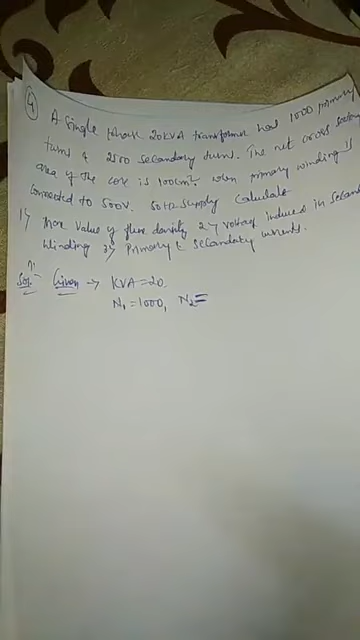 4) A single phase 20KVA transformer has 1000 primary
turns & 2500 secondary turns. The net cross section
area of the core is 100cm². when primary winding is
connected to 500V. 50Hz supply Calculate
1) Max value of flux density 2) voltage induced in second
winding 3) Primary & Secondary currents.
Solⁿ:- Given → KVA = 20.
N₁ = 1000, N₂ =